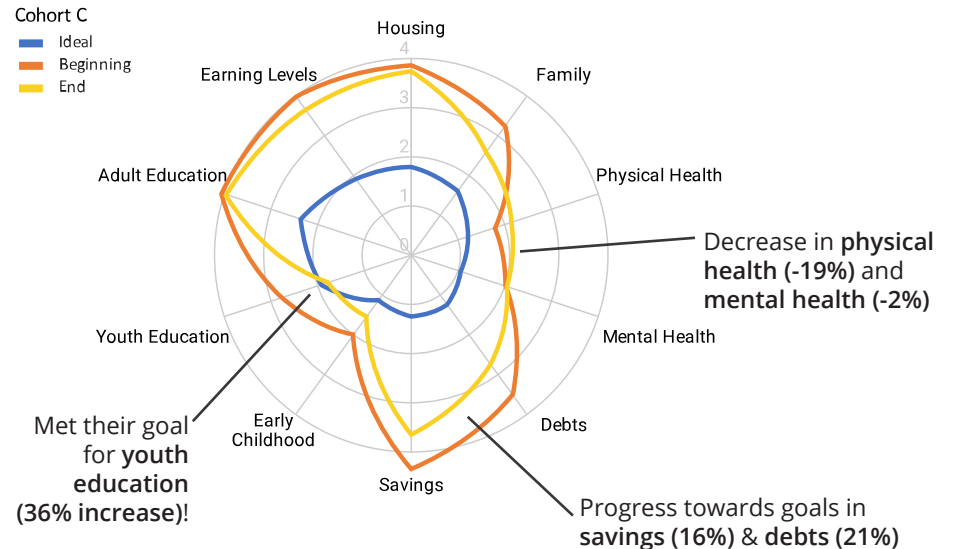 Cohort C
Ideal
Beginning
End
Housing
Family
Physical Health
Mental Health
Debts
Savings
Early
Childhood
Youth Education
Adult Education
Earning Levels
4
3
2
1
0
Decrease in physical
health (-19%) and
mental health (-2%)
Met their goal
for youth
education
(36% increase)!
Progress towards goals in
savings (16%) & debts (21%)